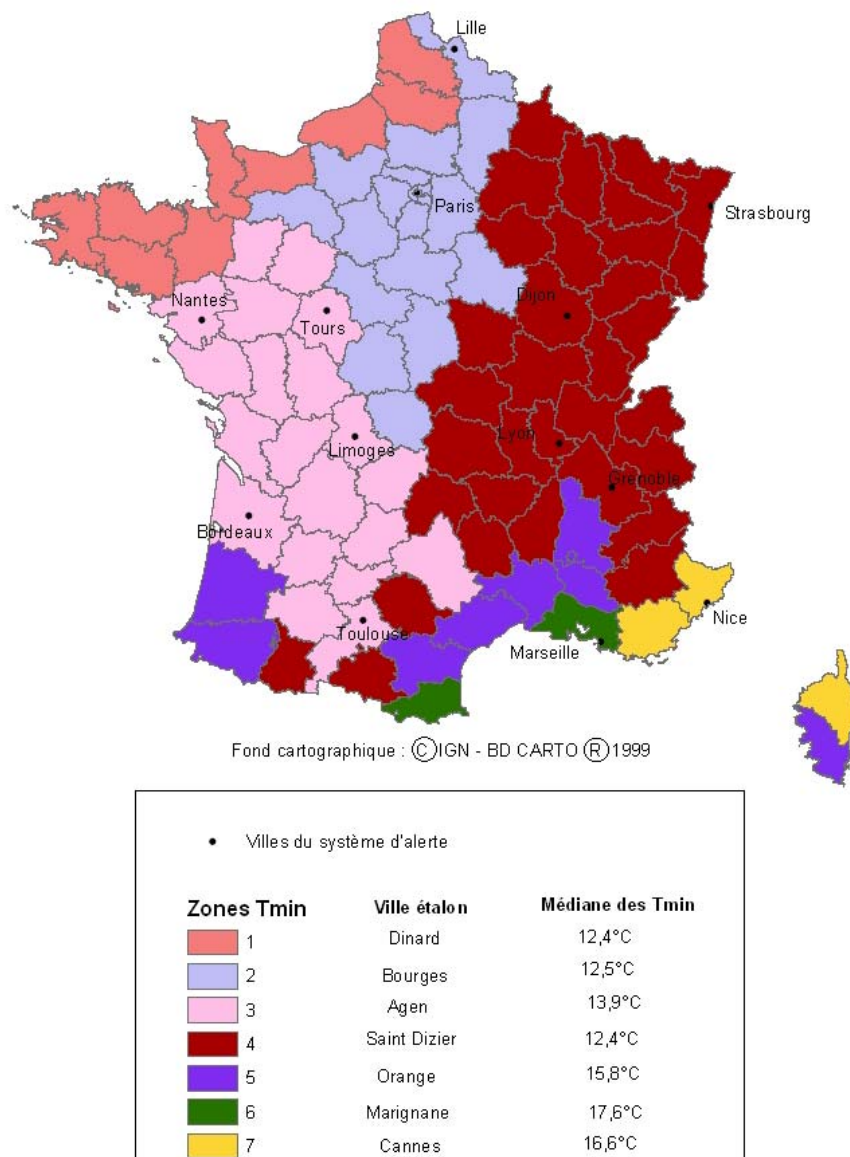 Lille
Paris
Strasbourg
Nantes
Dijon
Tours
Limoges
Lyon
Grenoble
Bordeaux
Toulouse
Nice
Marseille
Fond cartographique : ©IGN - BD CARTO ®1999
Villes du système d'alerte
Zones Tmin Ville étalon Médiane des Tmin
1 Dinard 12,4°C
2 Bourges 12,5°C
3 Agen 13,9°C
4 Saint Dizier 12,4°C
5 Orange 15,8°C
6 Marignane 17,6°C
7 Cannes 16,6°C